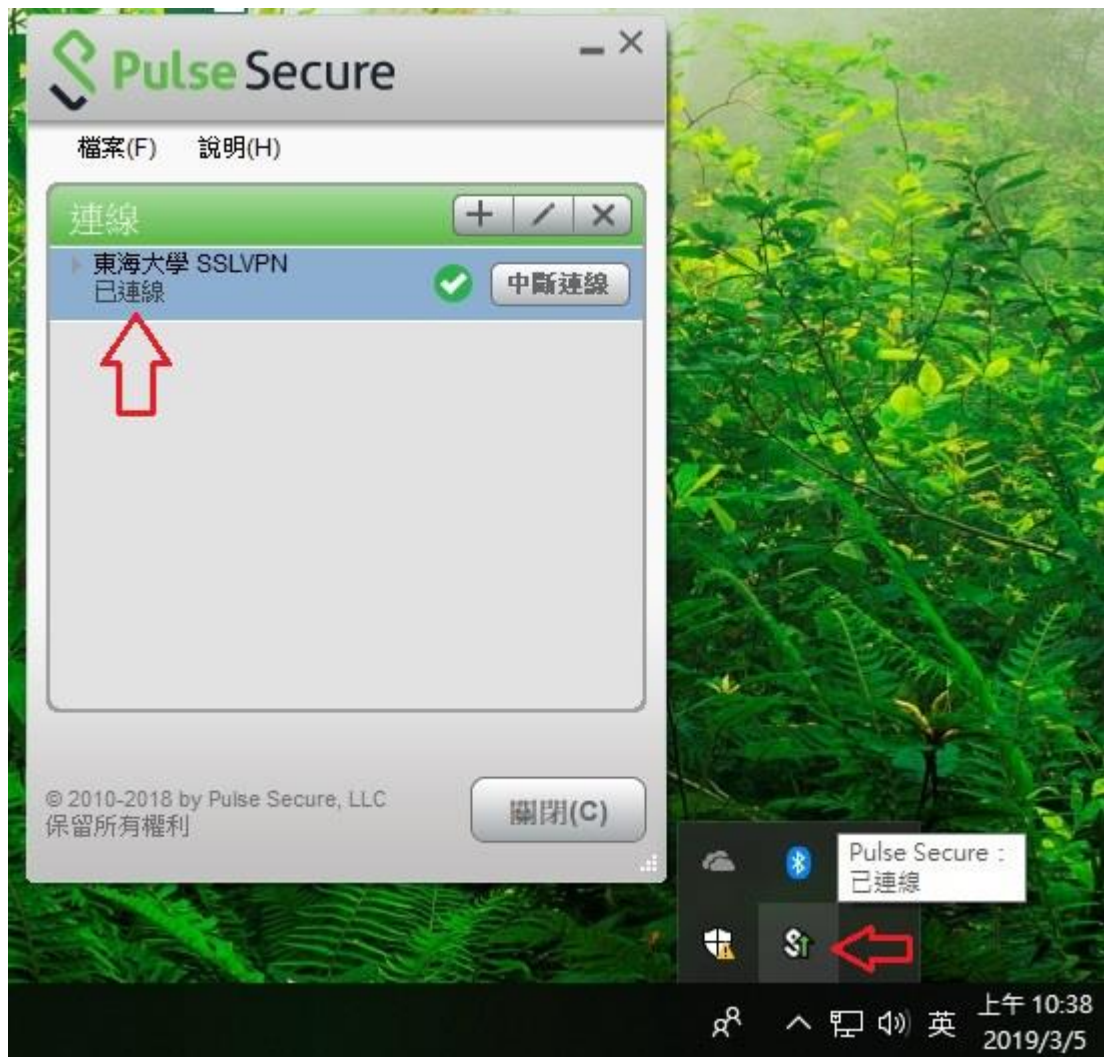 Pulse Secure
檔案(F) 說明(H)
連線
東海大學 SSLVPN
已連線
中斷連線
© 2010-2018 by Pulse Secure, LLC
保留所有權利
關閉(C)
Pulse Secure：
已連線
英
上午 10:38
2019/3/5